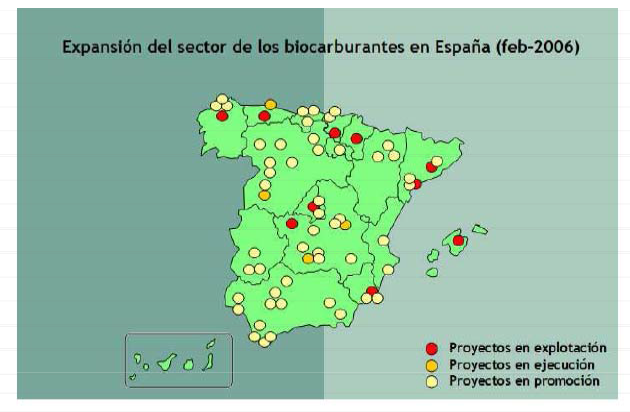 Expansión del sector de los biocarburantes en España (feb-2006)
Proyectos en explotación
Proyectos en ejecución
Proyectos en promoción